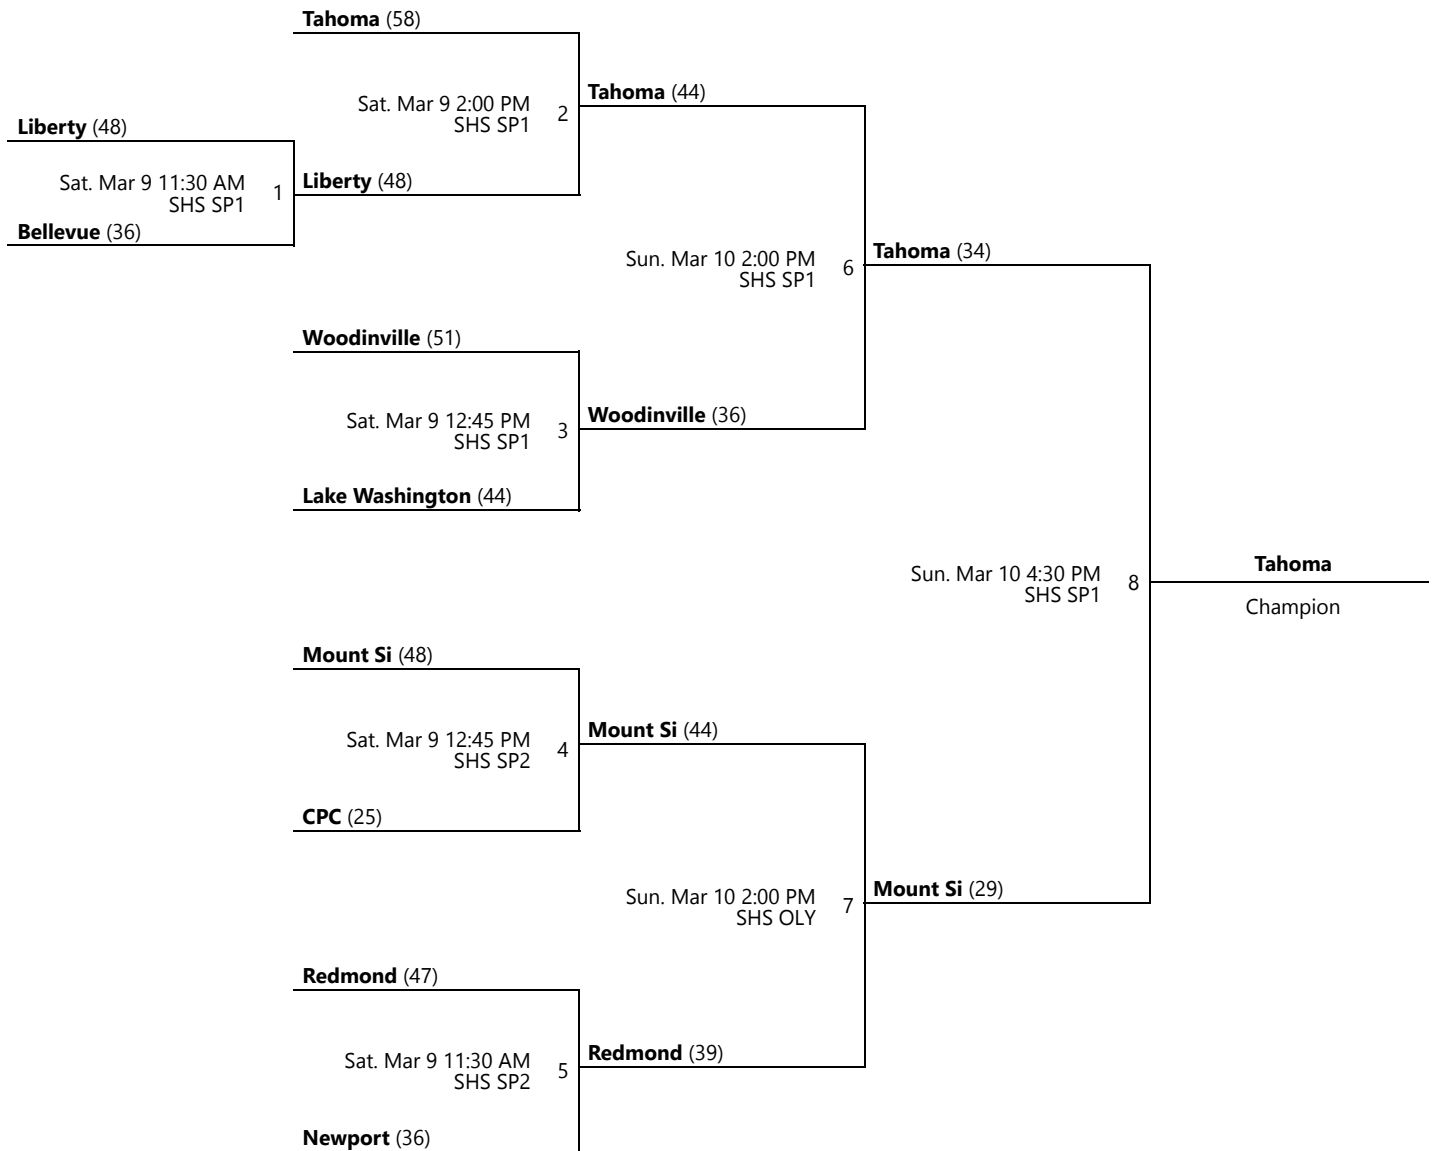 Tahoma (58)
Sat. Mar 9 2:00 PM
SHS SP1
2
Tahoma (44)
Liberty (48)
Sat. Mar 9 11:30 AM
SHS SP1
1
Liberty (48)
Bellevue (36)
Sun. Mar 10 2:00 PM
SHS SP1
6
Tahoma (34)
Woodinville (51)
Sat. Mar 9 12:45 PM
SHS SP1
3
Woodinville (36)
Lake Washington (44)
Sun. Mar 10 4:30 PM
SHS SP1
8
Tahoma
Champion
Mount Si (48)
Sat. Mar 9 12:45 PM
SHS SP2
4
Mount Si (44)
CPC (25)
Sun. Mar 10 2:00 PM
SHS OLY
7
Mount Si (29)
Redmond (47)
Sat. Mar 9 11:30 AM
SHS SP2
5
Redmond (39)
Newport (36)